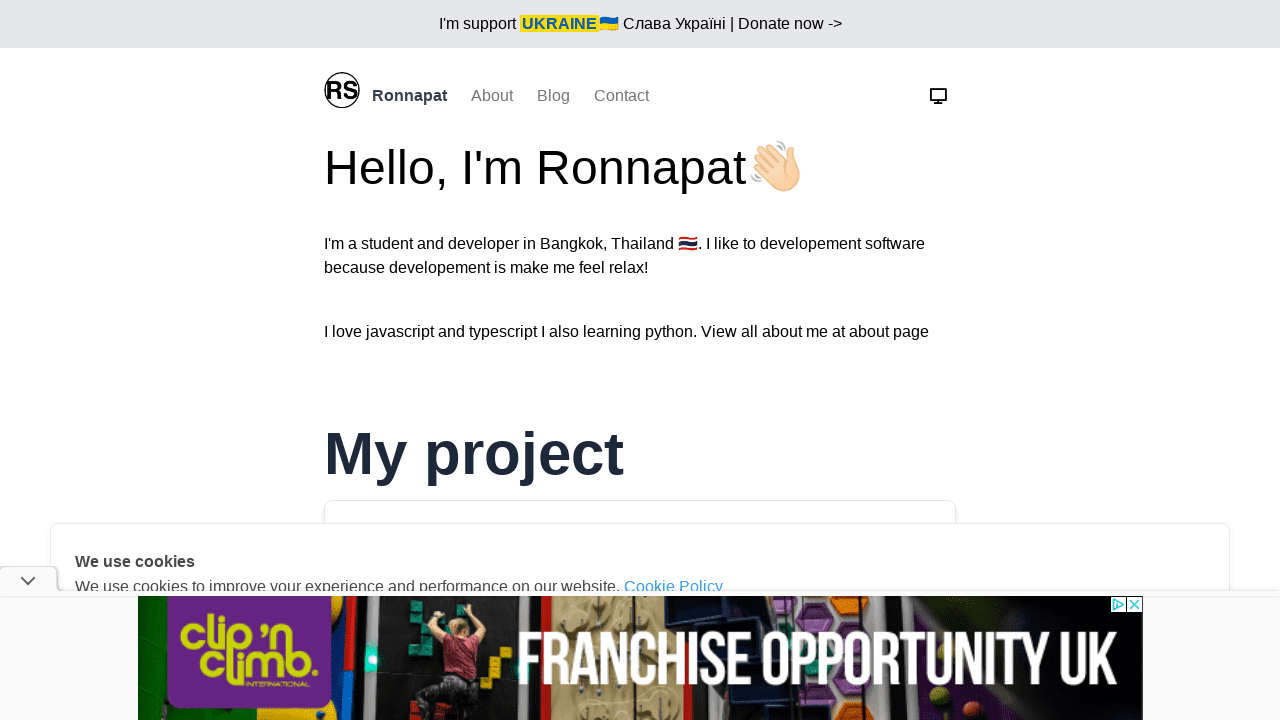 I'm support UKRAINE🇺🇦 Слава Україні | Donate now ->
RS Ronnapat About Blog Contact
Hello, I'm Ronnapat👋🏻
I'm a student and developer in Bangkok, Thailand 🇹🇭. I like to developement software
because developement is make me feel relax!
I love javascript and typescript I also learning python. View all about me at about page
My project
We use cookies
We use cookies to improve your experience and performance on our website. Cookie Policy
clip 'n climb. INTERNATIONAL
FRANCHISE OPPORTUNITY UK